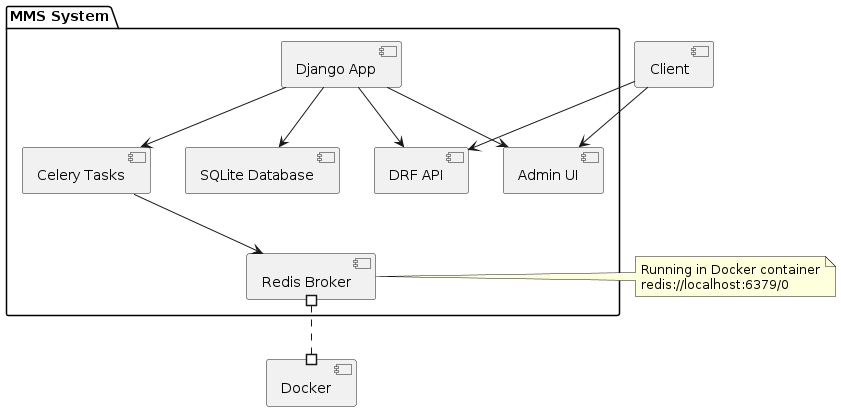 MMS System
Django App
Client
Celery Tasks
SQLite Database
DRF API
Admin UI
Redis Broker
Running in Docker container
redis://localhost:6379/0
Docker